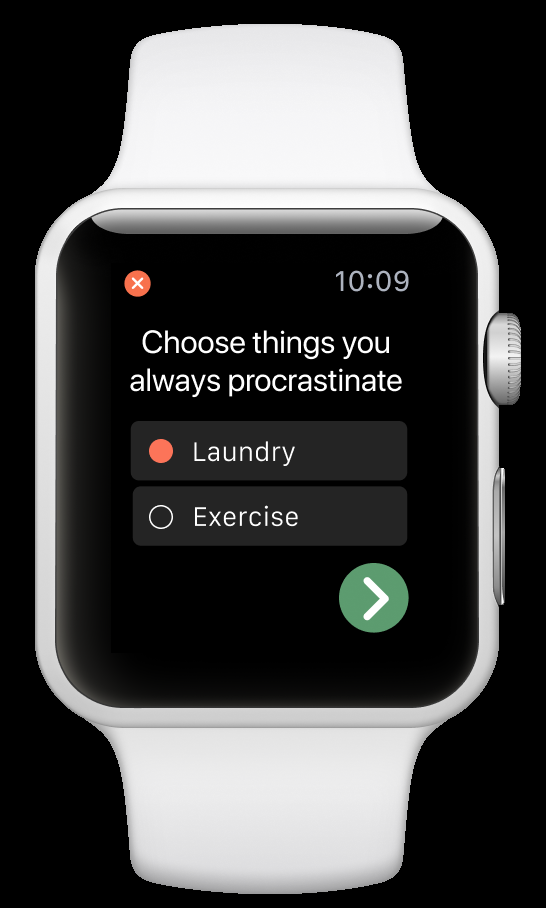 10:09
Choose things you
always procrastinate
Laundry
Exercise